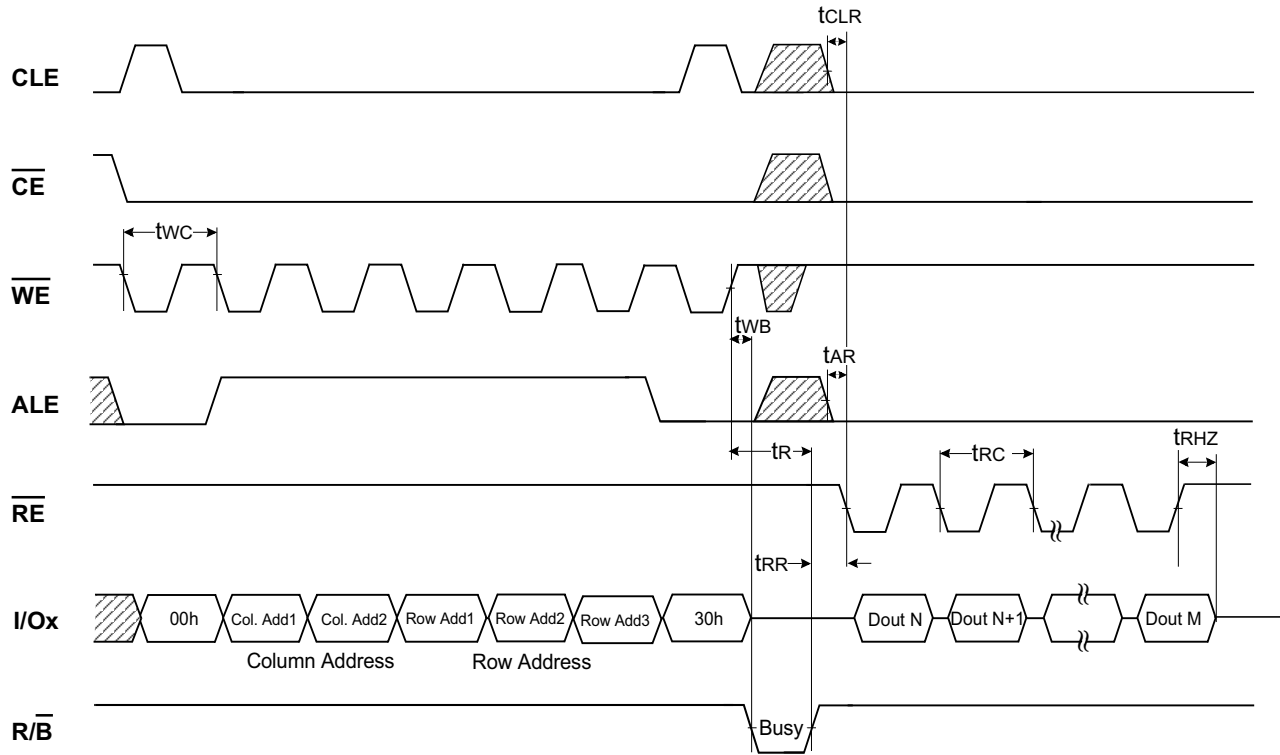 tCLR
CLE
CE
tWC
WE
tWB
tAR
ALE
tR
tRC
tRHZ
RE
tRR
I/Ox
00h
Col. Add1
Col. Add2
Row Add1
Row Add2
Row Add3
30h
Dout N
Dout N+1
Dout M
Column Address
Row Address
R/B
Busy